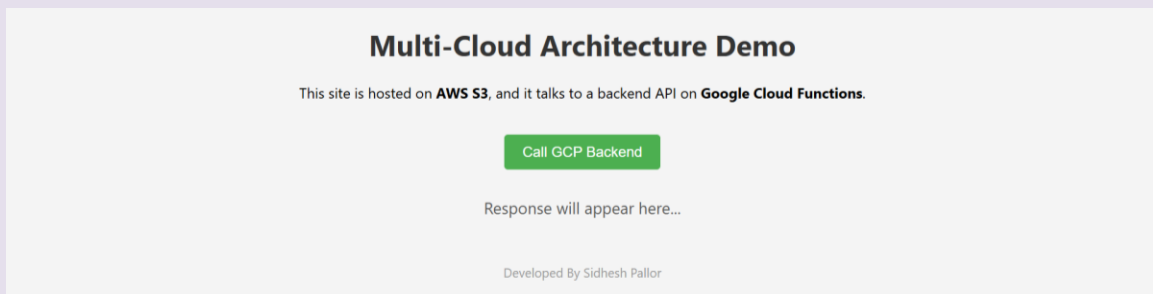 Multi-Cloud Architecture Demo
This site is hosted on AWS S3, and it talks to a backend API on Google Cloud Functions.
Call GCP Backend
Response will appear here...
Developed By Sidhesh Pallor